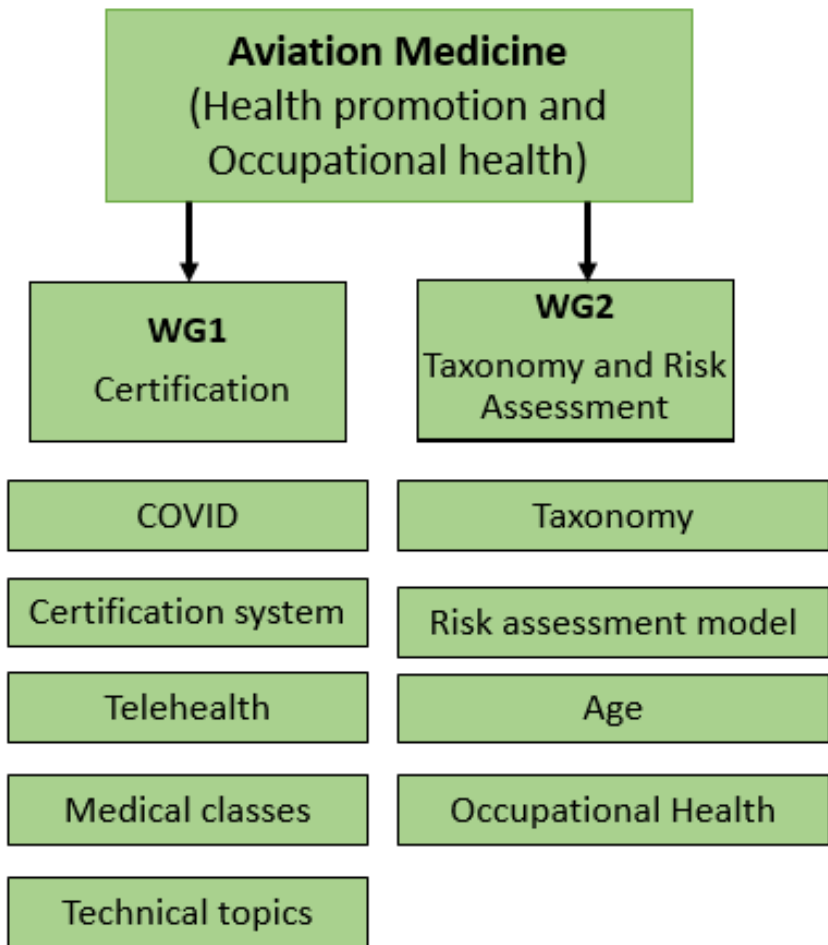 Aviation Medicine
(Health promotion and
Occupational health)
WG1
Certification
WG2
Taxonomy and Risk
Assessment
COVID
Certification system
Telehealth
Medical classes
Technical topics
Taxonomy
Risk assessment model
Age
Occupational Health